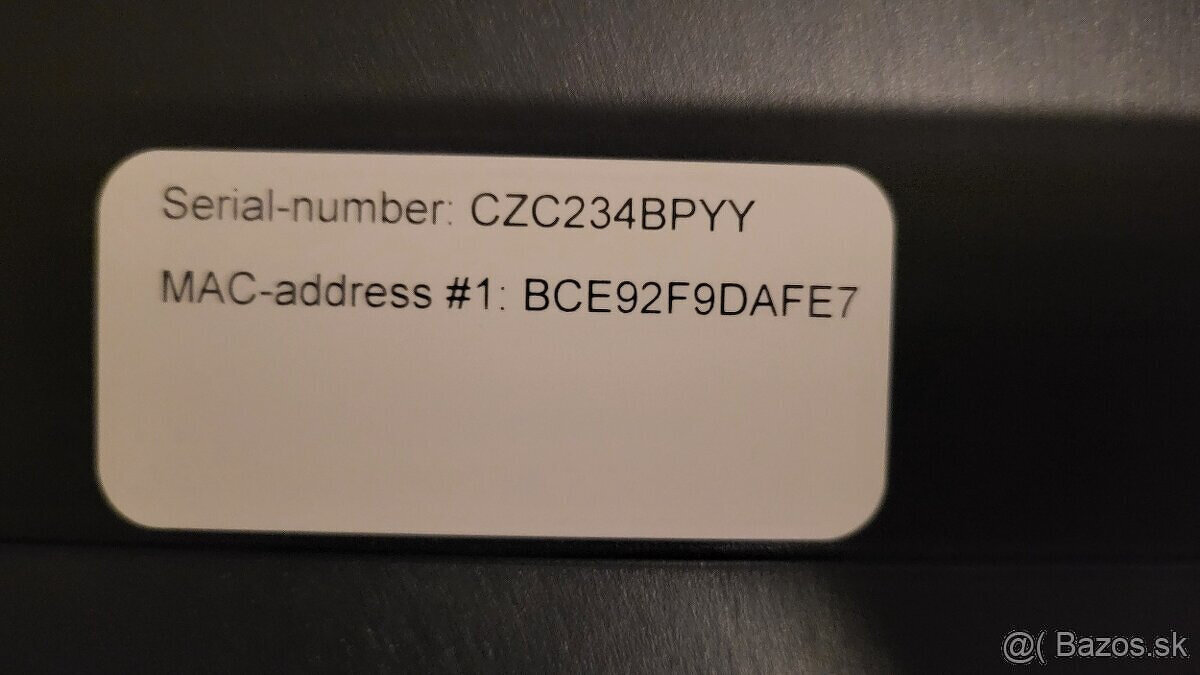 Serial-number: CZC234BPYY
MAC-address #1: BCE92F9DAFE7
@( Bazos.sk